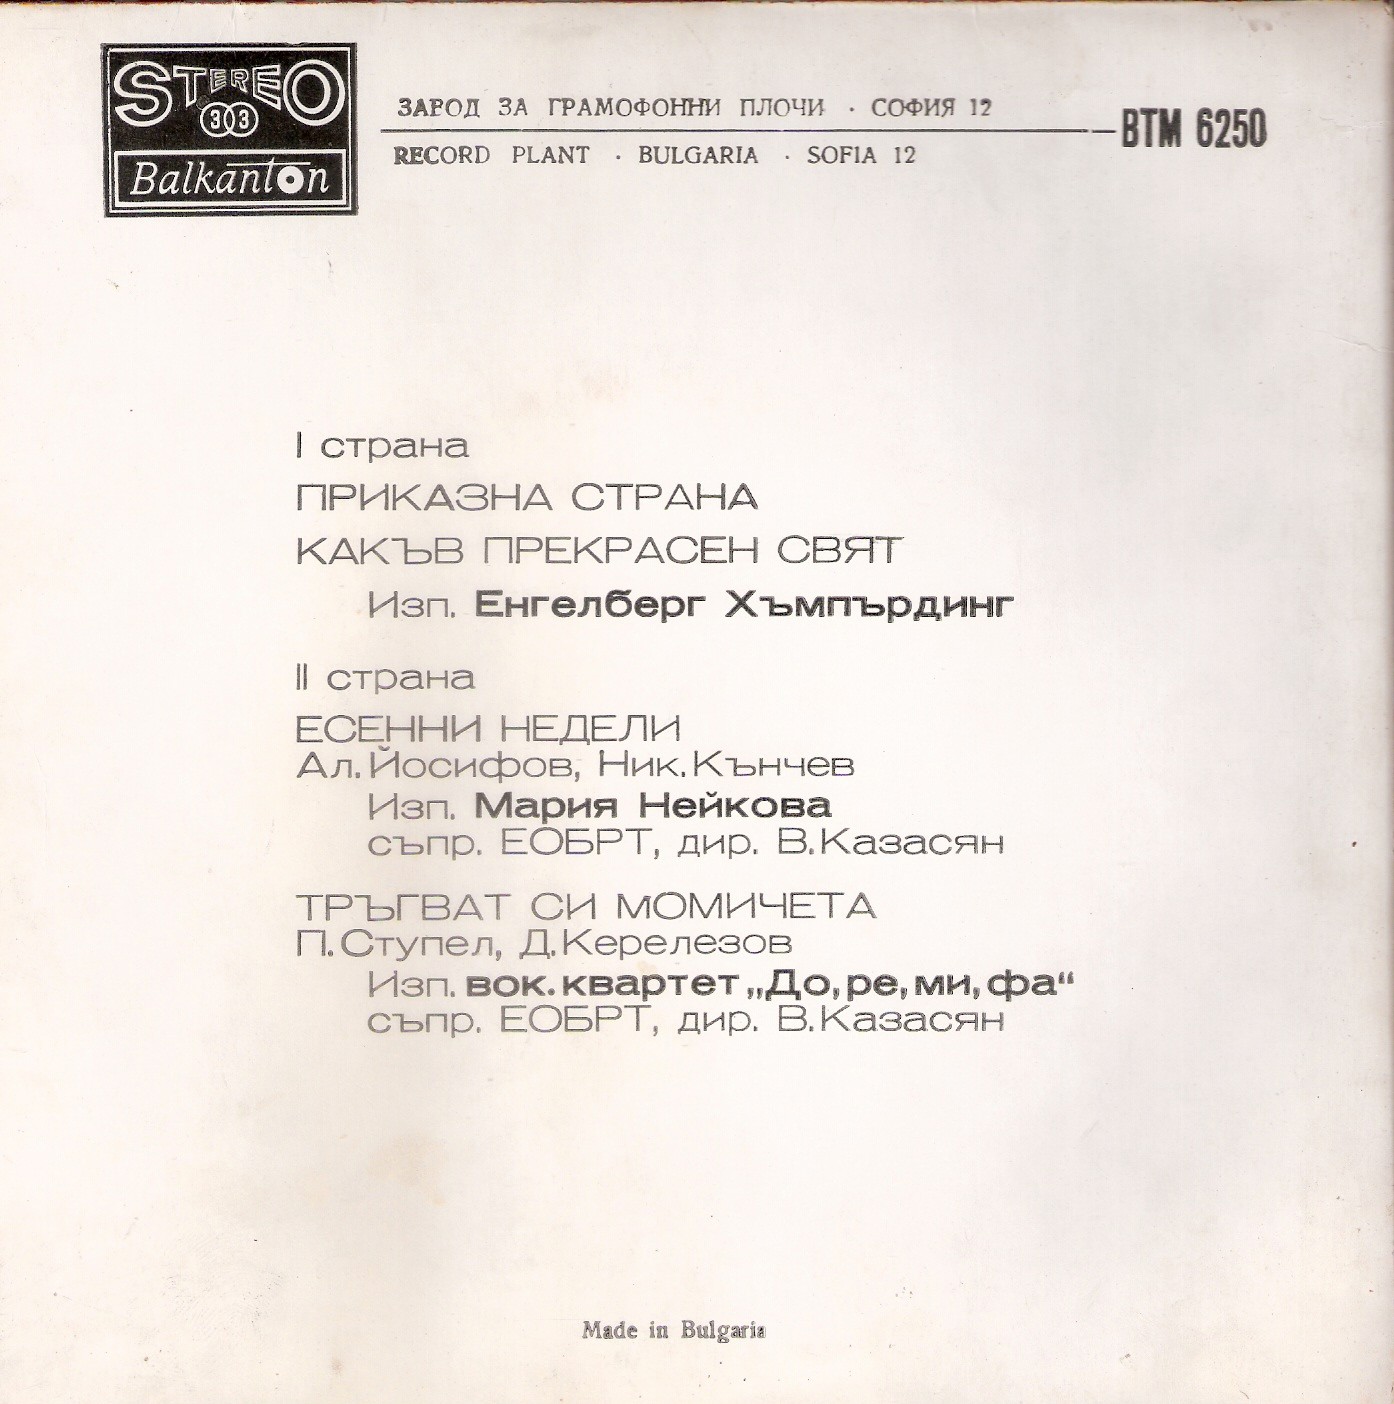 STEREO
33
Balkanton
ЗАВОД ЗА ГРАМОФОННИ ПЛОЧИ · СОФИЯ 12
RECORD PLANT · BULGARIA · SOFIA 12
ВТМ 6250
I страна
ПРИКАЗНА СТРАНА
КАКЪВ ПРЕКРАСЕН СВЯТ
Изп. Енгелберг Хъмпърдинг
II страна
ЕСЕННИ НЕДЕЛИ
Ал. Йосифов, Ник. Кънчев
Изп. Мария Нейкова
съпр. ЕОБРТ, дир. В. Казасян
ТРЪГВАТ СИ МОМИЧЕТА
П. Ступел, Д. Керелезов
Изп. вок. квартет „До, ре, ми, фа“
съпр. ЕОБРТ, дир. В. Казасян
Made in Bulgaria